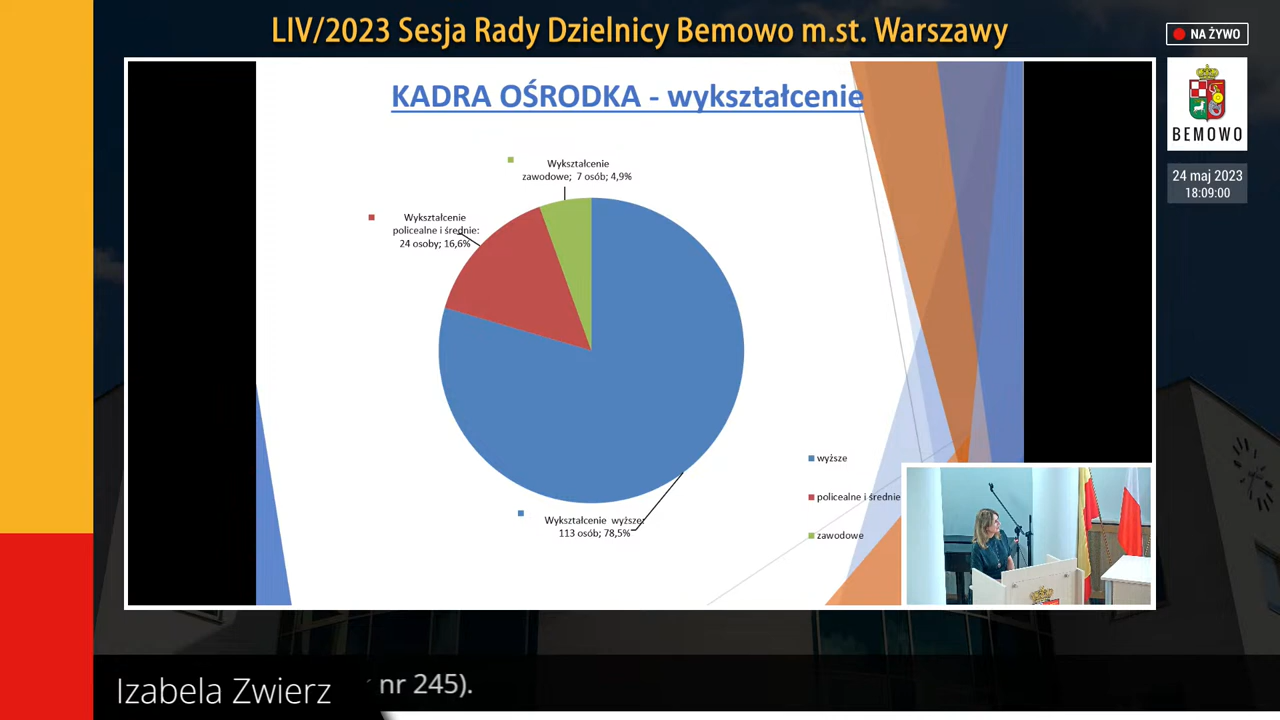 LIV/2023 Sesja Rady Dzielnicy Bemowo m.st. Warszawy
NA ŻYWO
BEMOWO
24 maj 2023
18:09:00
KADRA OŚRODKA - wykształcenie
Wykształcenie
zawodowe; 7 osób; 4,9%
Wykształcenie
policealne i średnie:
24 osoby; 16,6%
Wykształcenie wyższe:
113 osób; 78,5%
wyższe
policealne i średnie
zawodowe
Izabela Zwierz
nr 245).